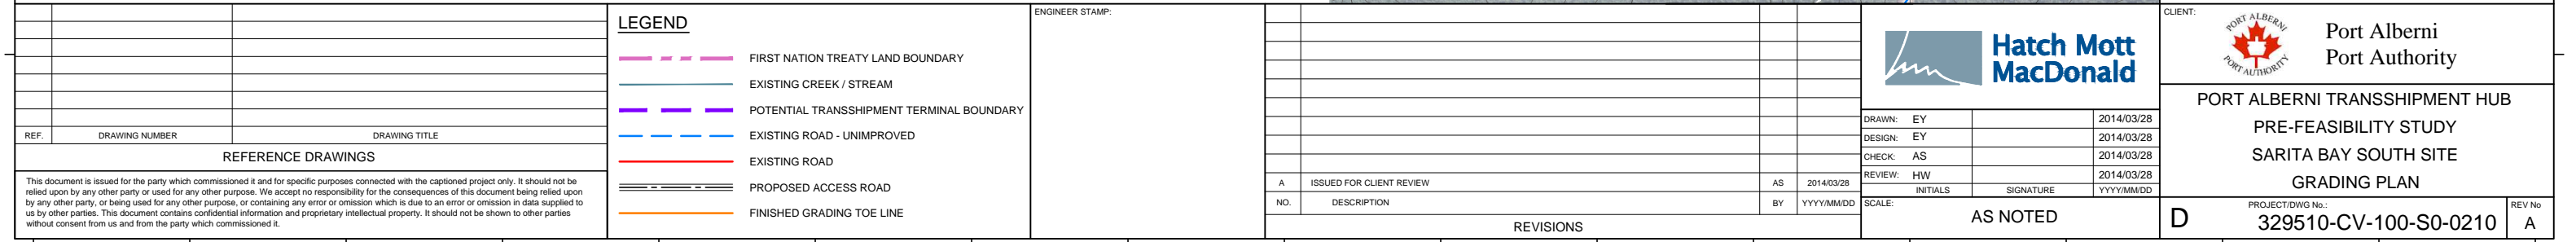 REF.
DRAWING NUMBER
DRAWING TITLE
REFERENCE DRAWINGS
This document is issued for the party which commissioned it and for specific purposes connected with the captioned project only. It should not be
relied upon by any other party or used for any other purpose. We accept no responsibility for the consequences of this document being relied upon
by any other party, or being used for any other purpose, or containing any error or omission which is due to an error or omission in data supplied to
us by other parties. This document contains confidential information and proprietary intellectual property. It should not be shown to other parties
without consent from us and from the party which commissioned it.
LEGEND
FIRST NATION TREATY LAND BOUNDARY
EXISTING CREEK / STREAM
POTENTIAL TRANSSHIPMENT TERMINAL BOUNDARY
EXISTING ROAD - UNIMPROVED
EXISTING ROAD
PROPOSED ACCESS ROAD
FINISHED GRADING TOE LINE
ENGINEER STAMP:
A ISSUED FOR CLIENT REVIEW AS 2014/03/28
NO. DESCRIPTION BY YYYY/MM/DD
REVISIONS
Hatch Mott
MacDonald
DRAWN: EY 2014/03/28
DESIGN: EY 2014/03/28
CHECK: AS 2014/03/28
REVIEW: HW 2014/03/28
INITIALS SIGNATURE YYYY/MM/DD
SCALE:
AS NOTED
CLIENT:
PORT ALBERNI
PORT AUTHORITY
Port Alberni
Port Authority
PORT ALBERNI TRANSSHIPMENT HUB
PRE-FEASIBILITY STUDY
SARITA BAY SOUTH SITE
GRADING PLAN
D
PROJECT/DWG No.:
329510-CV-100-S0-0210
REV No
A